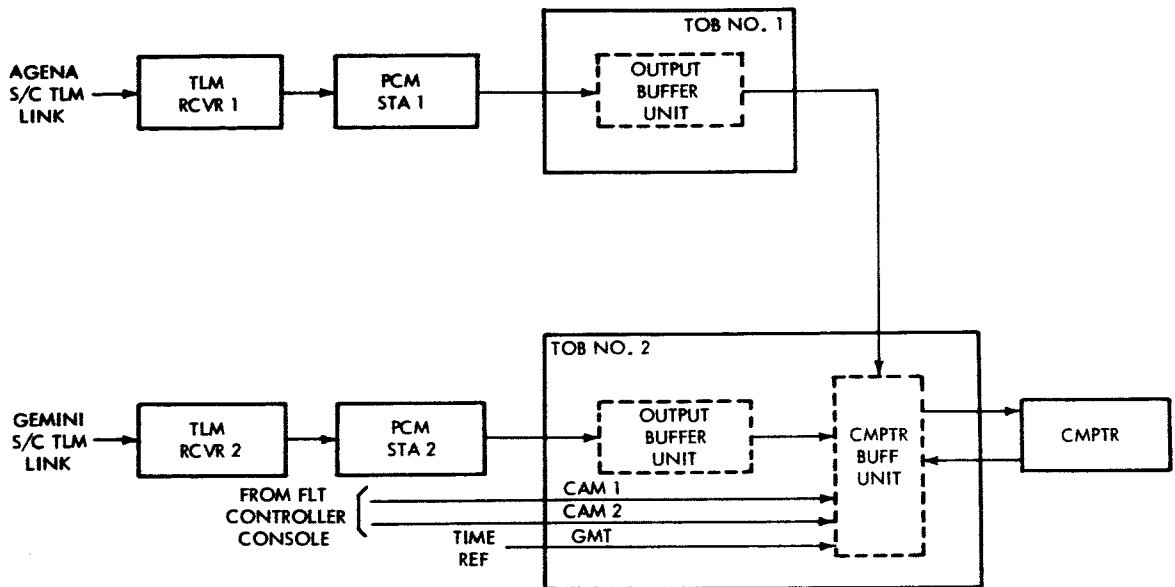 TOB NO. 1
AGENA
S/C TLM
LINK
TLM
RCVR 1
PCM
STA 1
OUTPUT
BUFFER
UNIT
TOB NO. 2
GEMINI
S/C TLM
LINK
TLM
RCVR 2
PCM
STA 2
OUTPUT
BUFFER
UNIT
CMPTR
BUFF
UNIT
CMPTR
FROM FLT
CONTROLLER
CONSOLE
CAM 1
CAM 2
TIME
REF
GMT